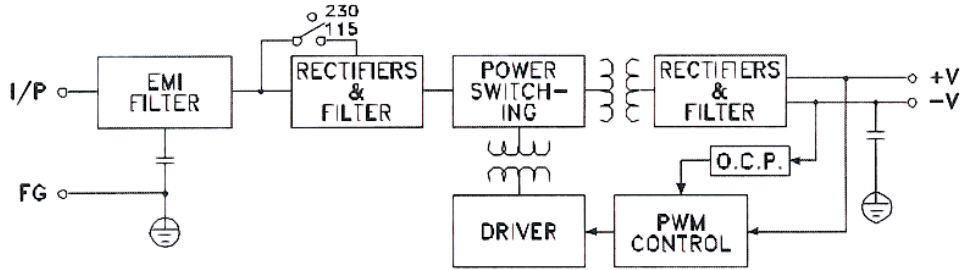 230
115
I/P
EMI
FILTER
RECTIFIERS
&
FILTER
POWER
SWITCH-
ING
RECTIFIERS
&
FILTER
+V
-V
O.C.P.
FG
DRIVER
PWM
CONTROL